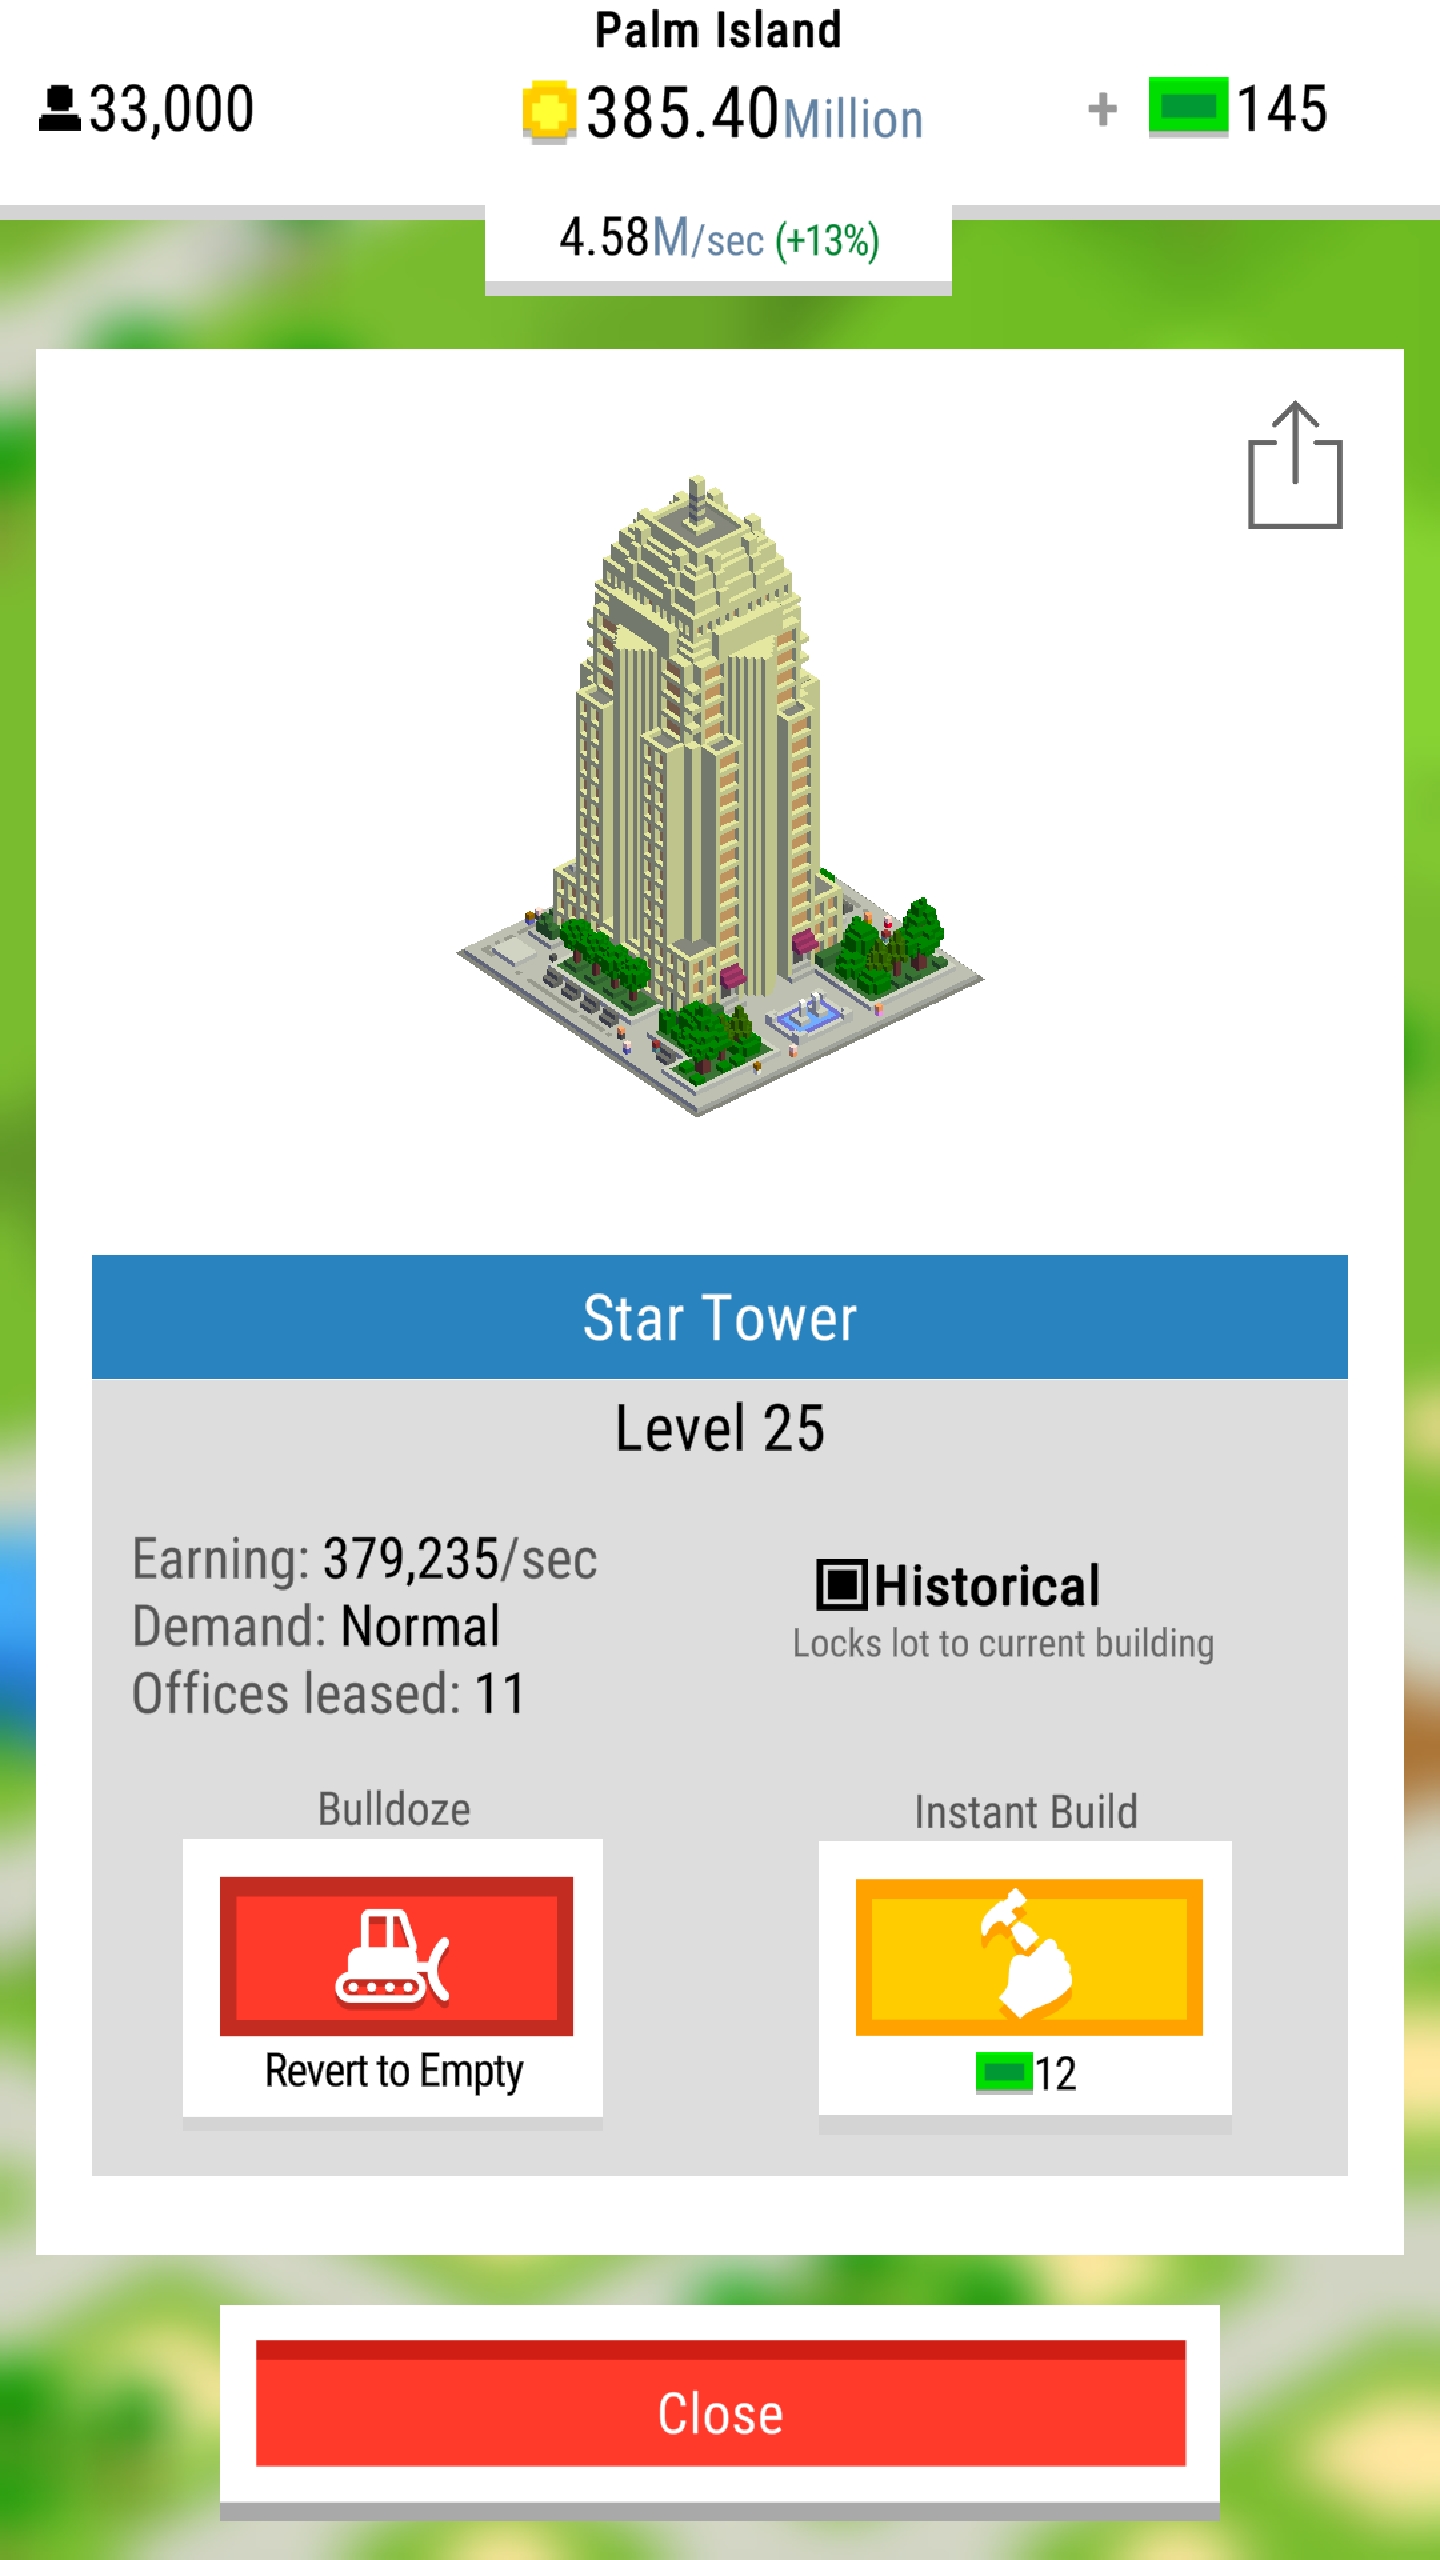 Palm Island
33,000
385.40Million
+ 145
4.58M/sec (+13%)
Star Tower
Level 25
Earning: 379,235/sec
Demand: Normal
Offices leased: 11
Historical
Locks lot to current building
Bulldoze
Revert to Empty
Instant Build
12
Close